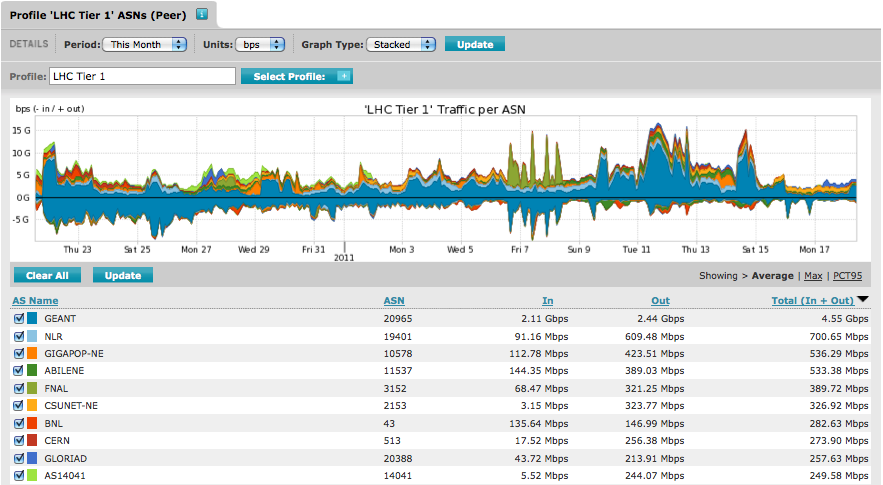 Profile 'LHC Tier 1' ASNs (Peer) i
DETAILS Period: This Month Units: bps Graph Type: Stacked Update
Profile: LHC Tier 1 Select Profile: +
bps (- in / + out) 'LHC Tier 1' Traffic per ASN
15 G
10 G
5 G
0 G
-5 G
Thu 23 Sat 25 Mon 27 Wed 29 Fri 31 Mon 3 Wed 5 Fri 7 Sun 9 Tue 11 Thu 13 Sat 15 Mon 17
2011
Clear All Update Showing > Average | Max | PCT95
AS Name ASN In Out Total (In + Out)
GEANT 20965 2.11 Gbps 2.44 Gbps 4.55 Gbps
NLR 19401 91.16 Mbps 609.48 Mbps 700.65 Mbps
GIGAPOP-NE 10578 112.78 Mbps 423.51 Mbps 536.29 Mbps
ABILENE 11537 144.35 Mbps 389.03 Mbps 533.38 Mbps
FNAL 3152 68.47 Mbps 321.25 Mbps 389.72 Mbps
CSUNET-NE 2153 3.15 Mbps 323.77 Mbps 326.92 Mbps
BNL 43 135.64 Mbps 146.99 Mbps 282.63 Mbps
CERN 513 17.52 Mbps 256.38 Mbps 273.90 Mbps
GLORIAD 20388 43.72 Mbps 213.91 Mbps 257.63 Mbps
AS14041 14041 5.52 Mbps 244.07 Mbps 249.58 Mbps